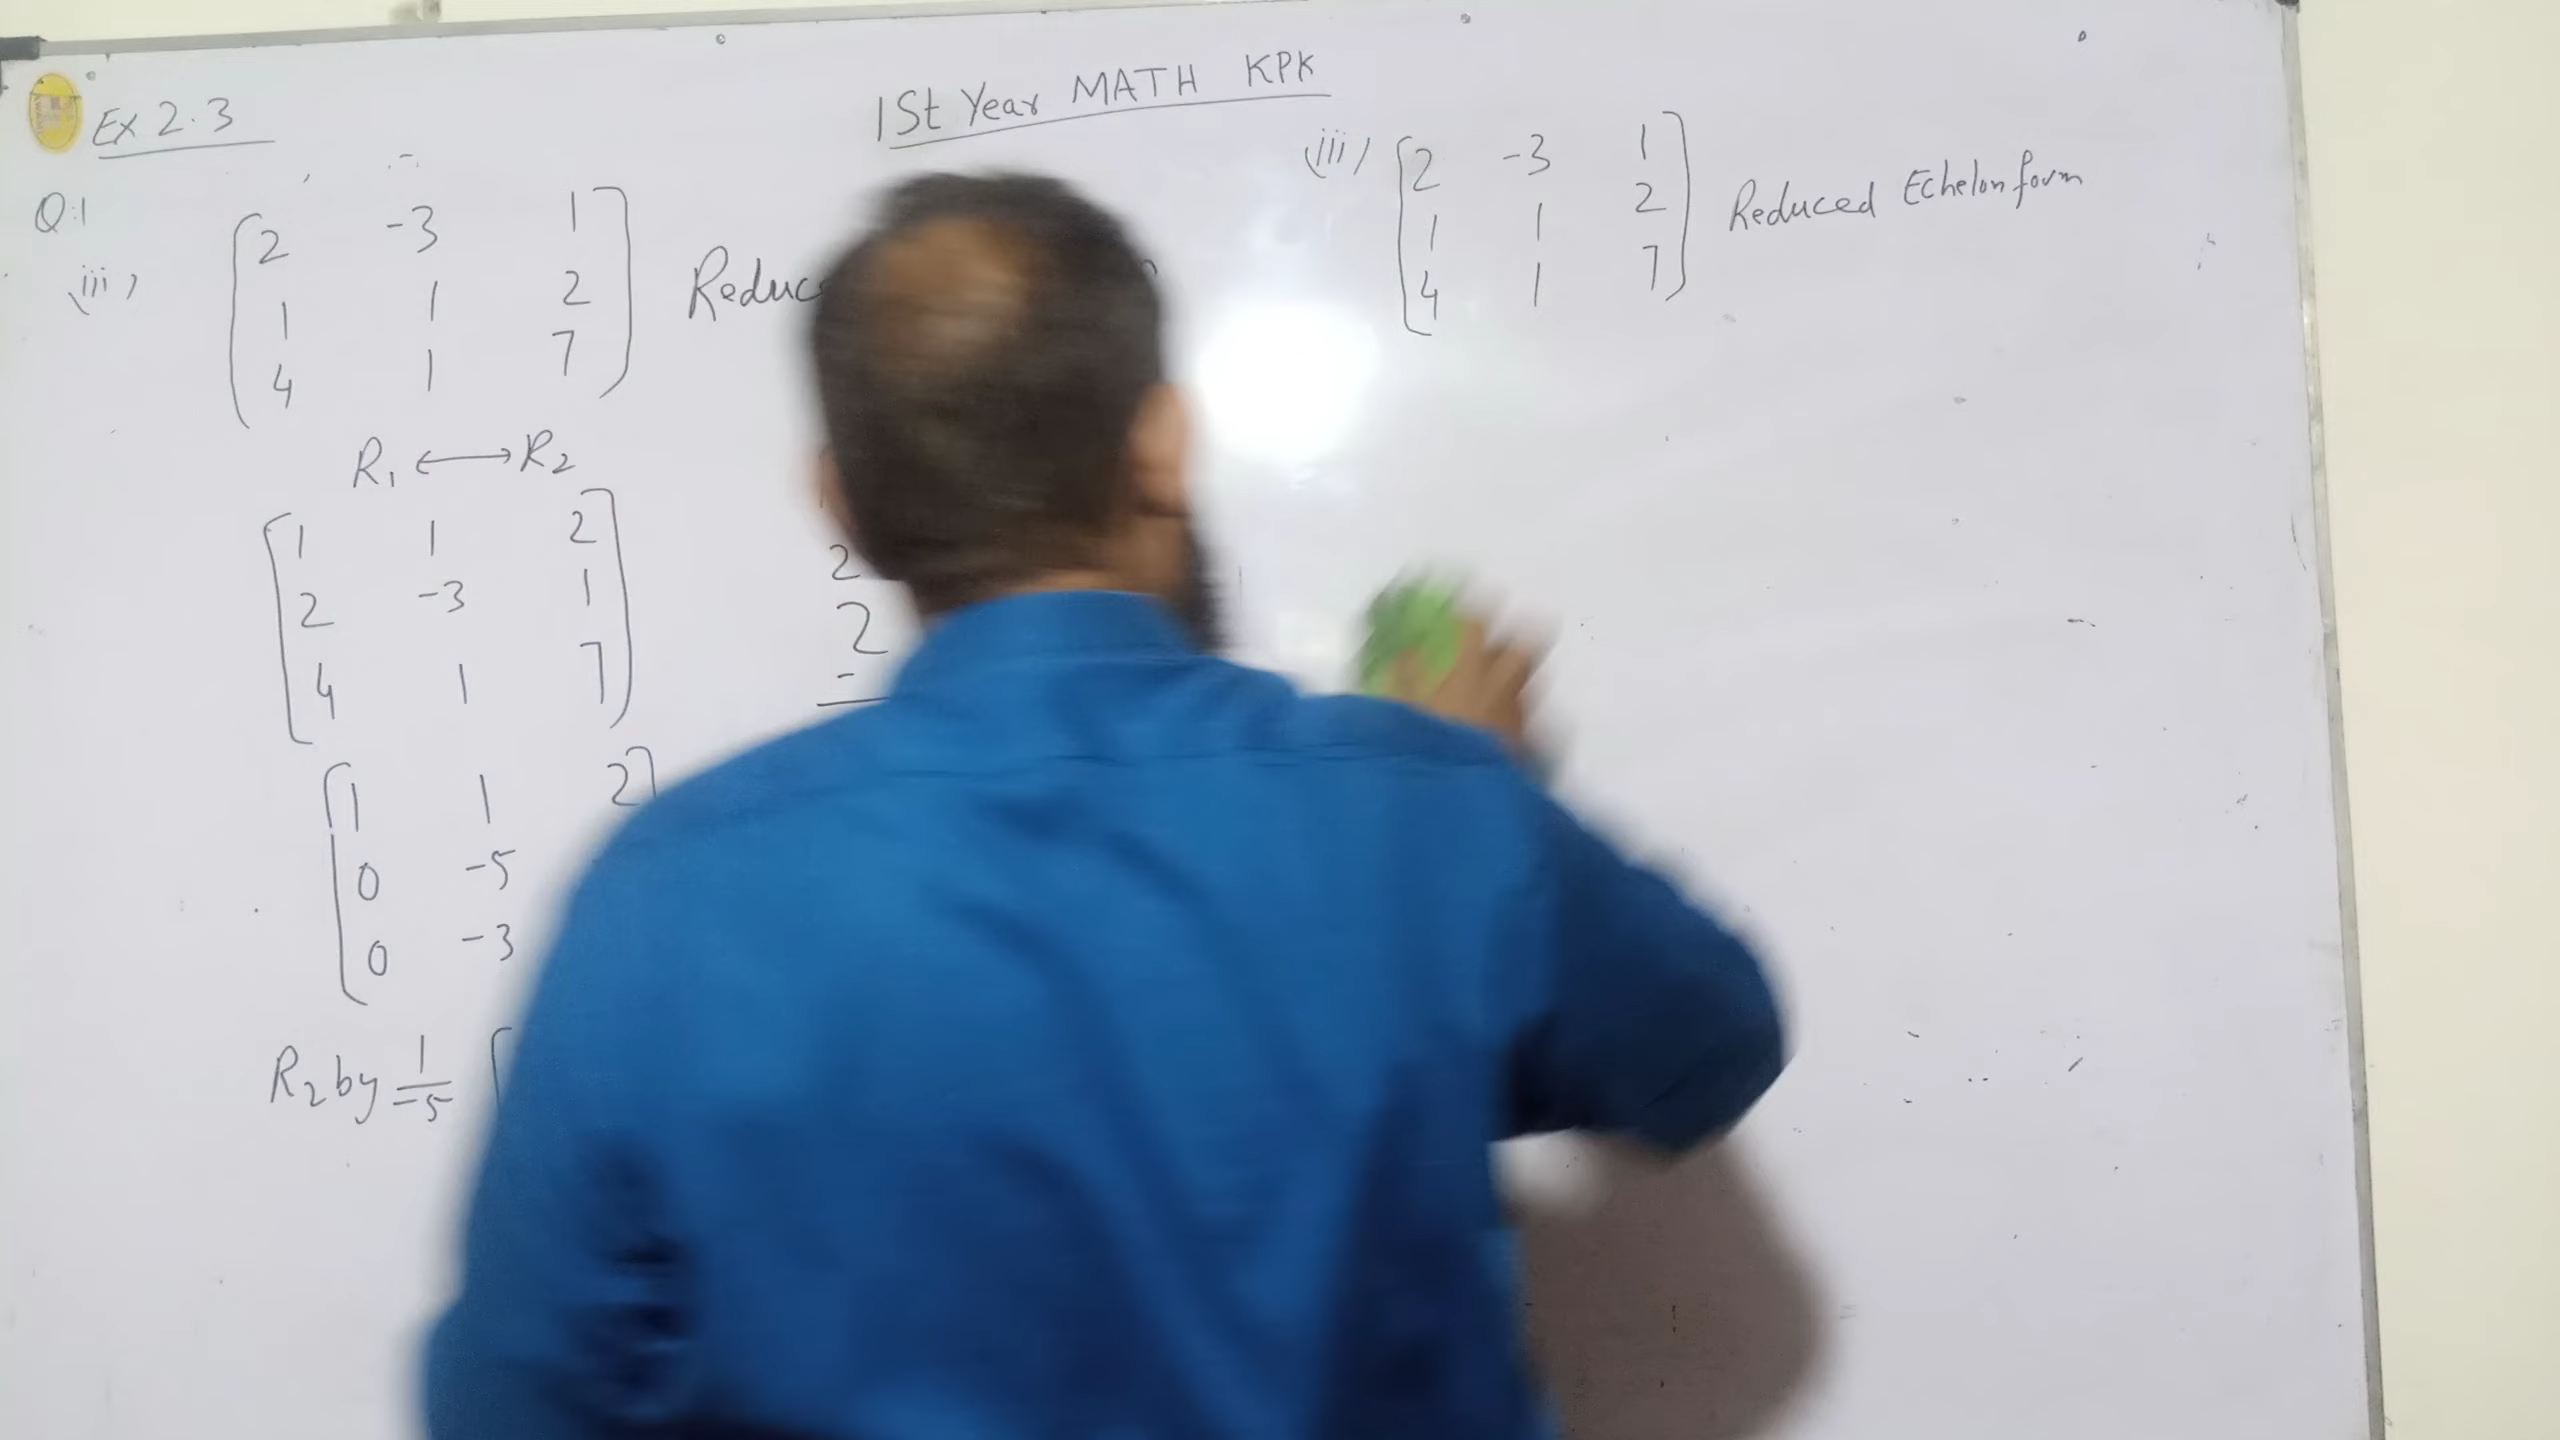 Ex 2.3
1St Year MATH KPK
Q:1
(iii) 2 -3 1
1 1 2
4 1 7
R1 ⟷ R2
1 1 2
2 -3 1
4 1 7
1 1 2
0 -5
0 -3
R2 by 1/-5
2
2
-
(iii) 2 -3 1
1 1 2
4 1 7
Reduced Echelon form